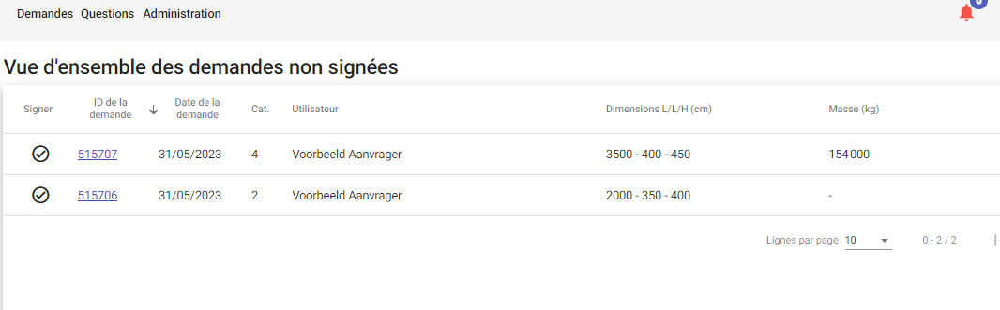 Demandes Questions Administration
Vue d'ensemble des demandes non signées
Signer ID de la demande Date de la demande Cat. Utilisateur Dimensions L/L/H (cm) Masse (kg)
515707 31/05/2023 4 Voorbeeld Aanvrager 3500 - 400 - 450 154 000
515706 31/05/2023 2 Voorbeeld Aanvrager 2000 - 350 - 400 -
Lignes par page 10 0 - 2 / 2